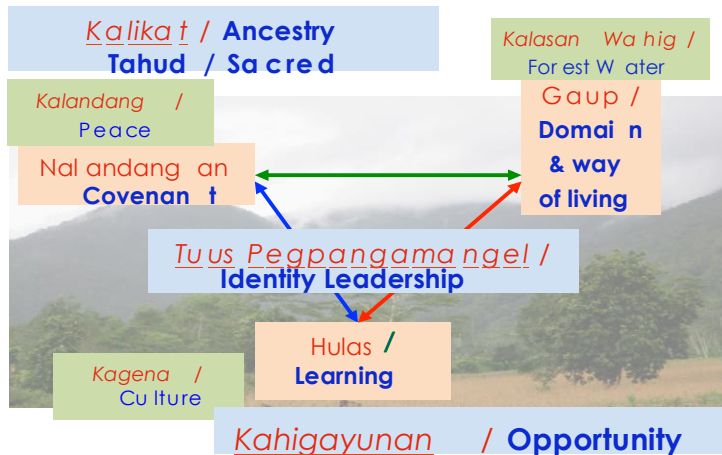 Kalikat / Ancestry
Tahud / Sacred
Kalasan Wahig /
Forest Water
Kalandang /
Peace
Gaup /
Domain
& way
of living
Nalandangan
Covenant
Tuus Pegpangamangel /
Identity Leadership
Hulas /
Learning
Kagena /
Culture
Kahigayunan / Opportunity